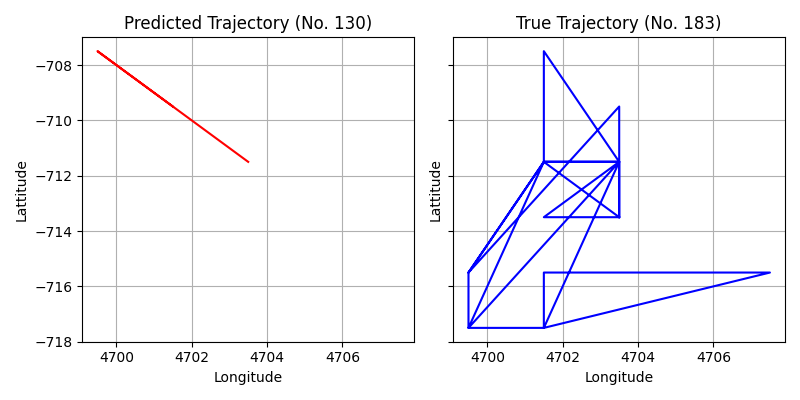 Predicted Trajectory (No. 130)
−708
−710
−712
−714
−716
−718
4700 4702 4704 4706
Longitude
Lattitude
True Trajectory (No. 183)
4700 4702 4704 4706
Longitude
Lattitude